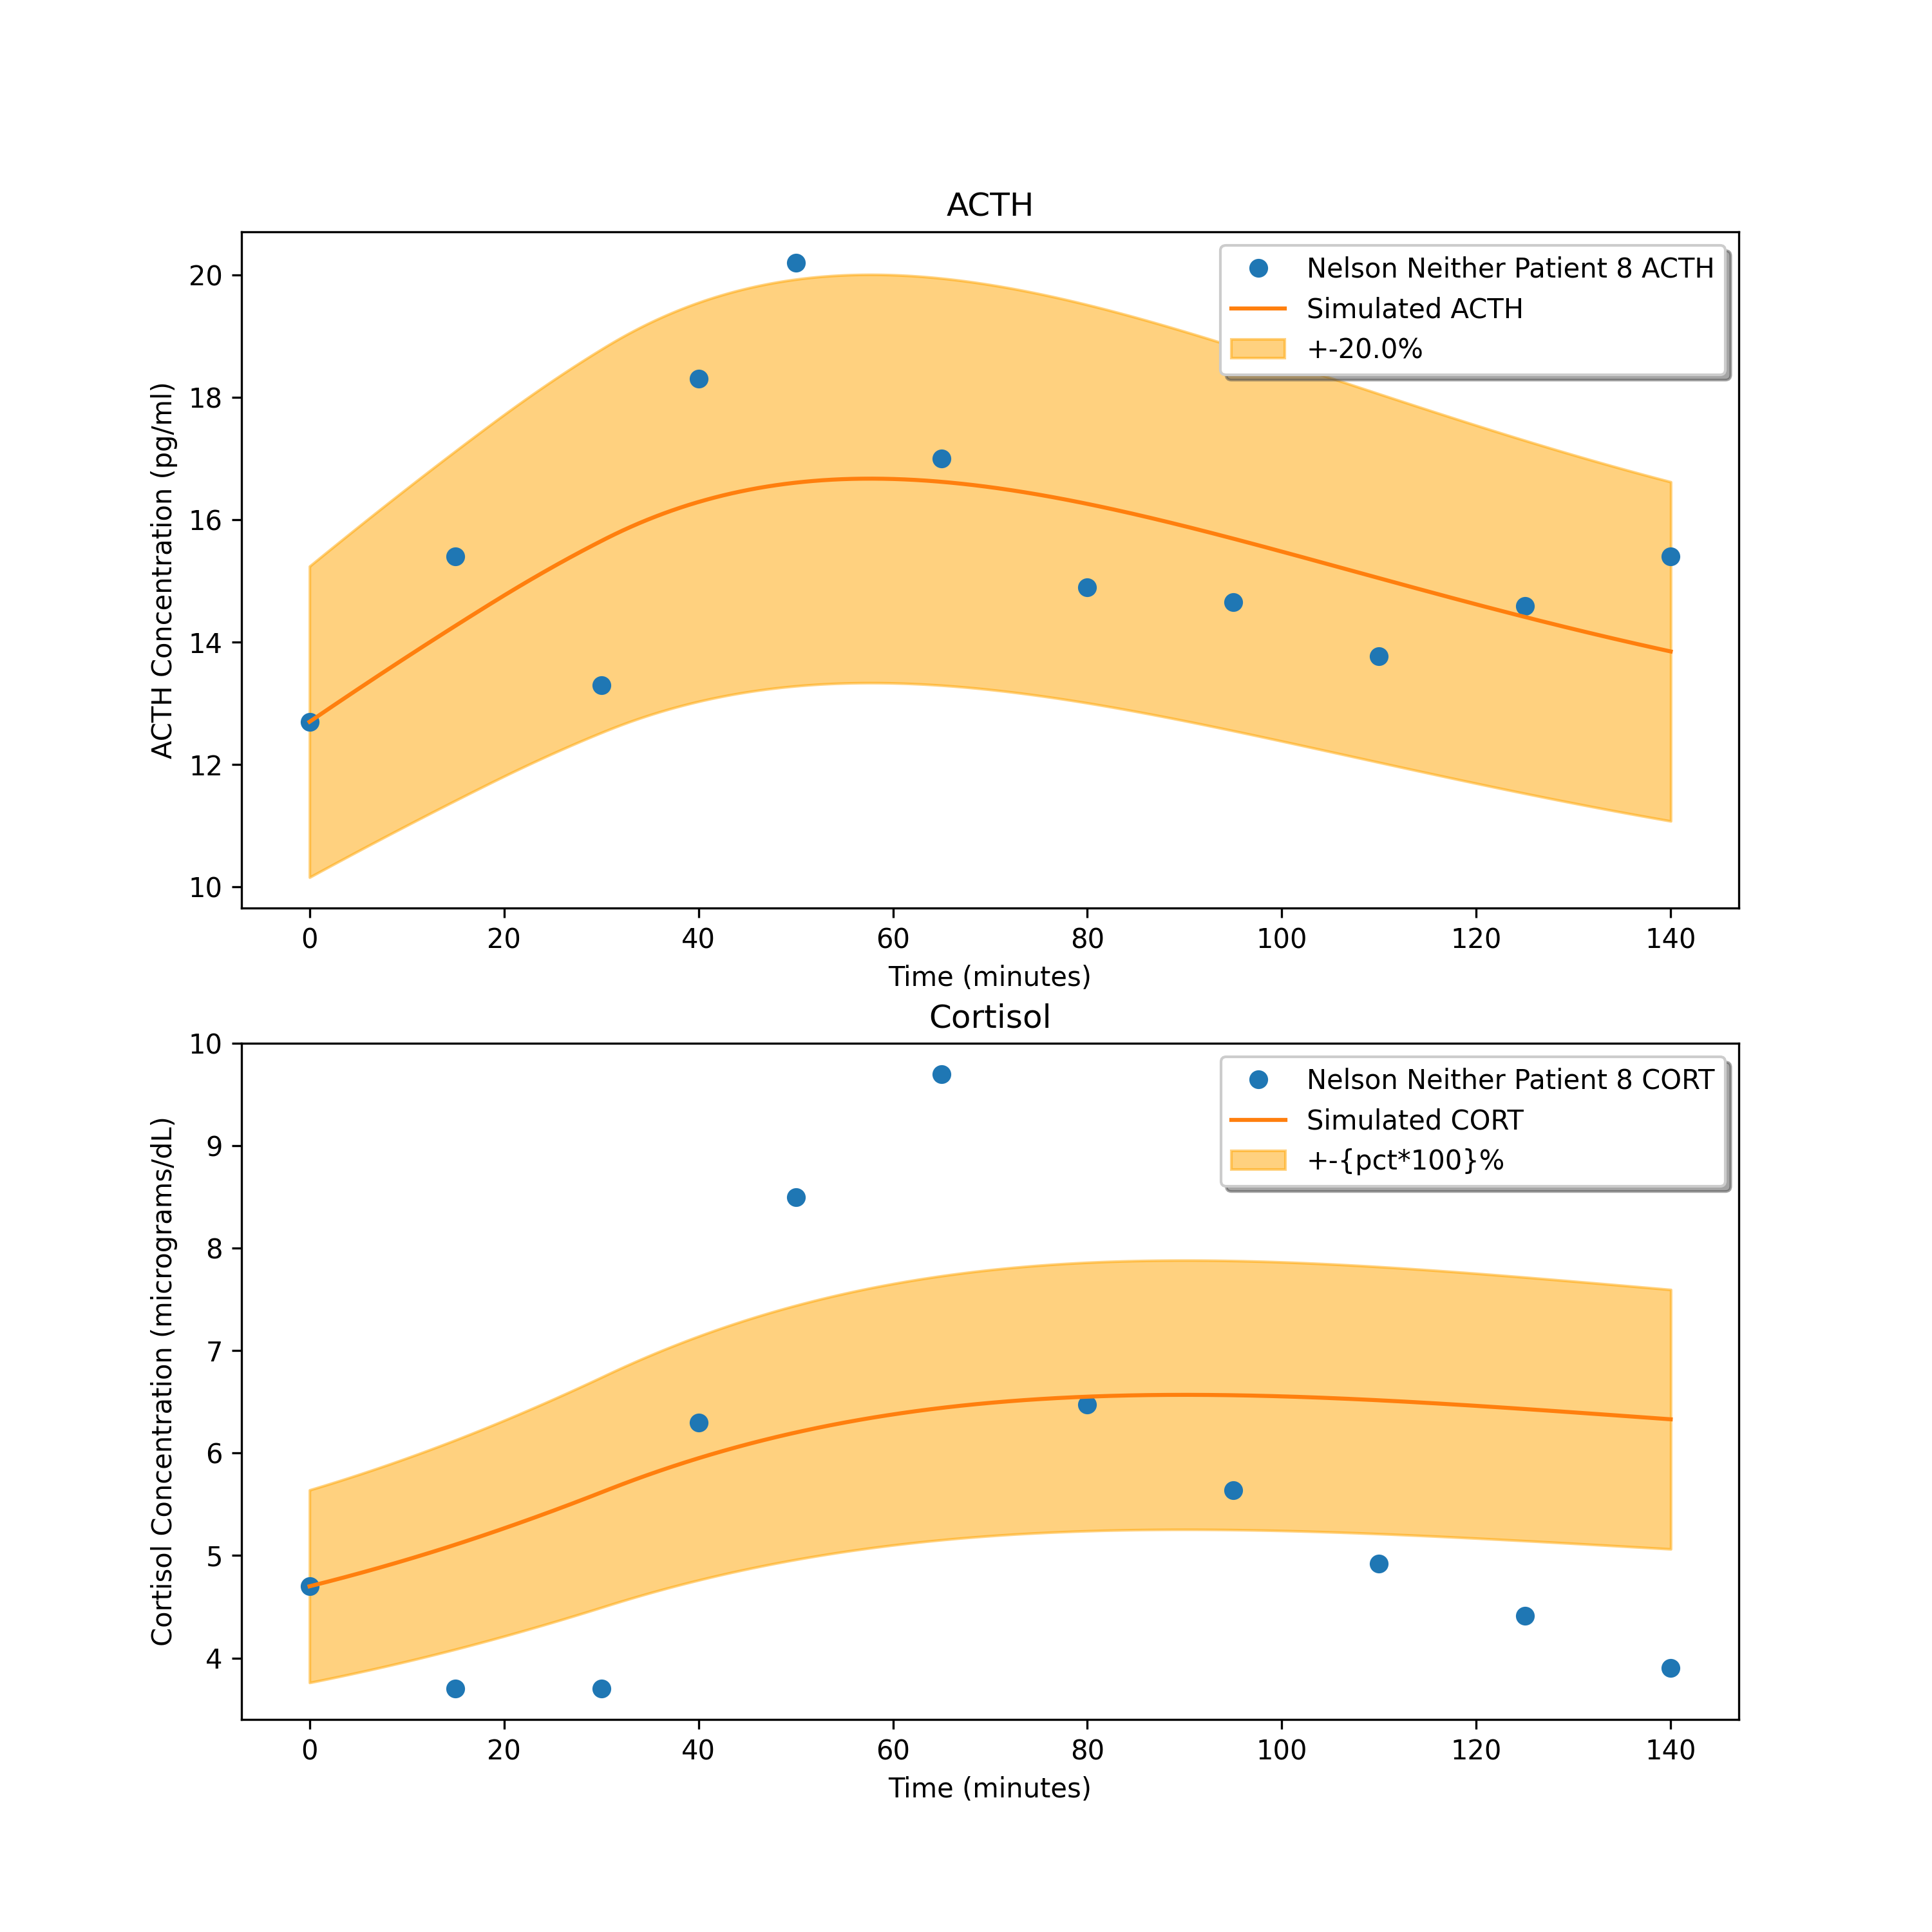 ACTH
Nelson Neither Patient 8 ACTH
Simulated ACTH
+-20.0%
ACTH Concentration (pg/ml)
20
18
16
14
12
10
0 20 40 60 80 100 120 140
Time (minutes)
Cortisol
Nelson Neither Patient 8 CORT
Simulated CORT
+-{pct*100}%
Cortisol Concentration (micrograms/dL)
10
9
8
7
6
5
4
0 20 40 60 80 100 120 140
Time (minutes)